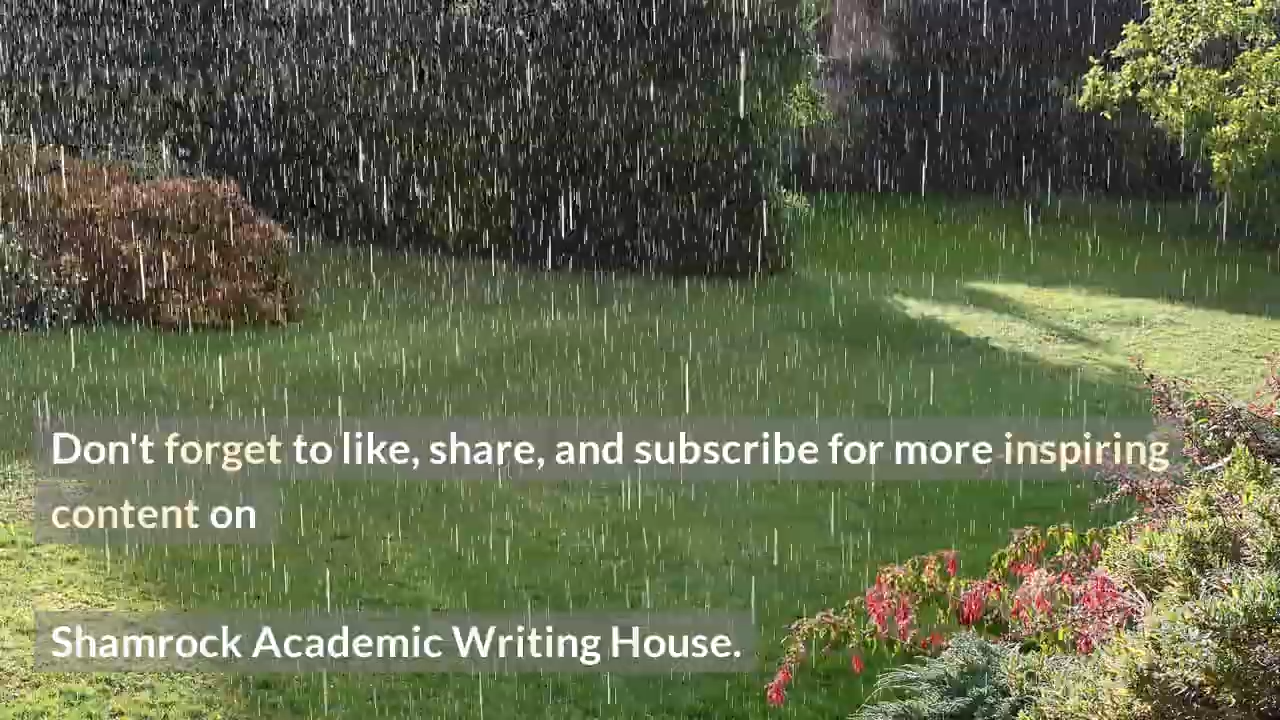 Don't forget to like, share, and subscribe for more inspiring
content on
Shamrock Academic Writing House.